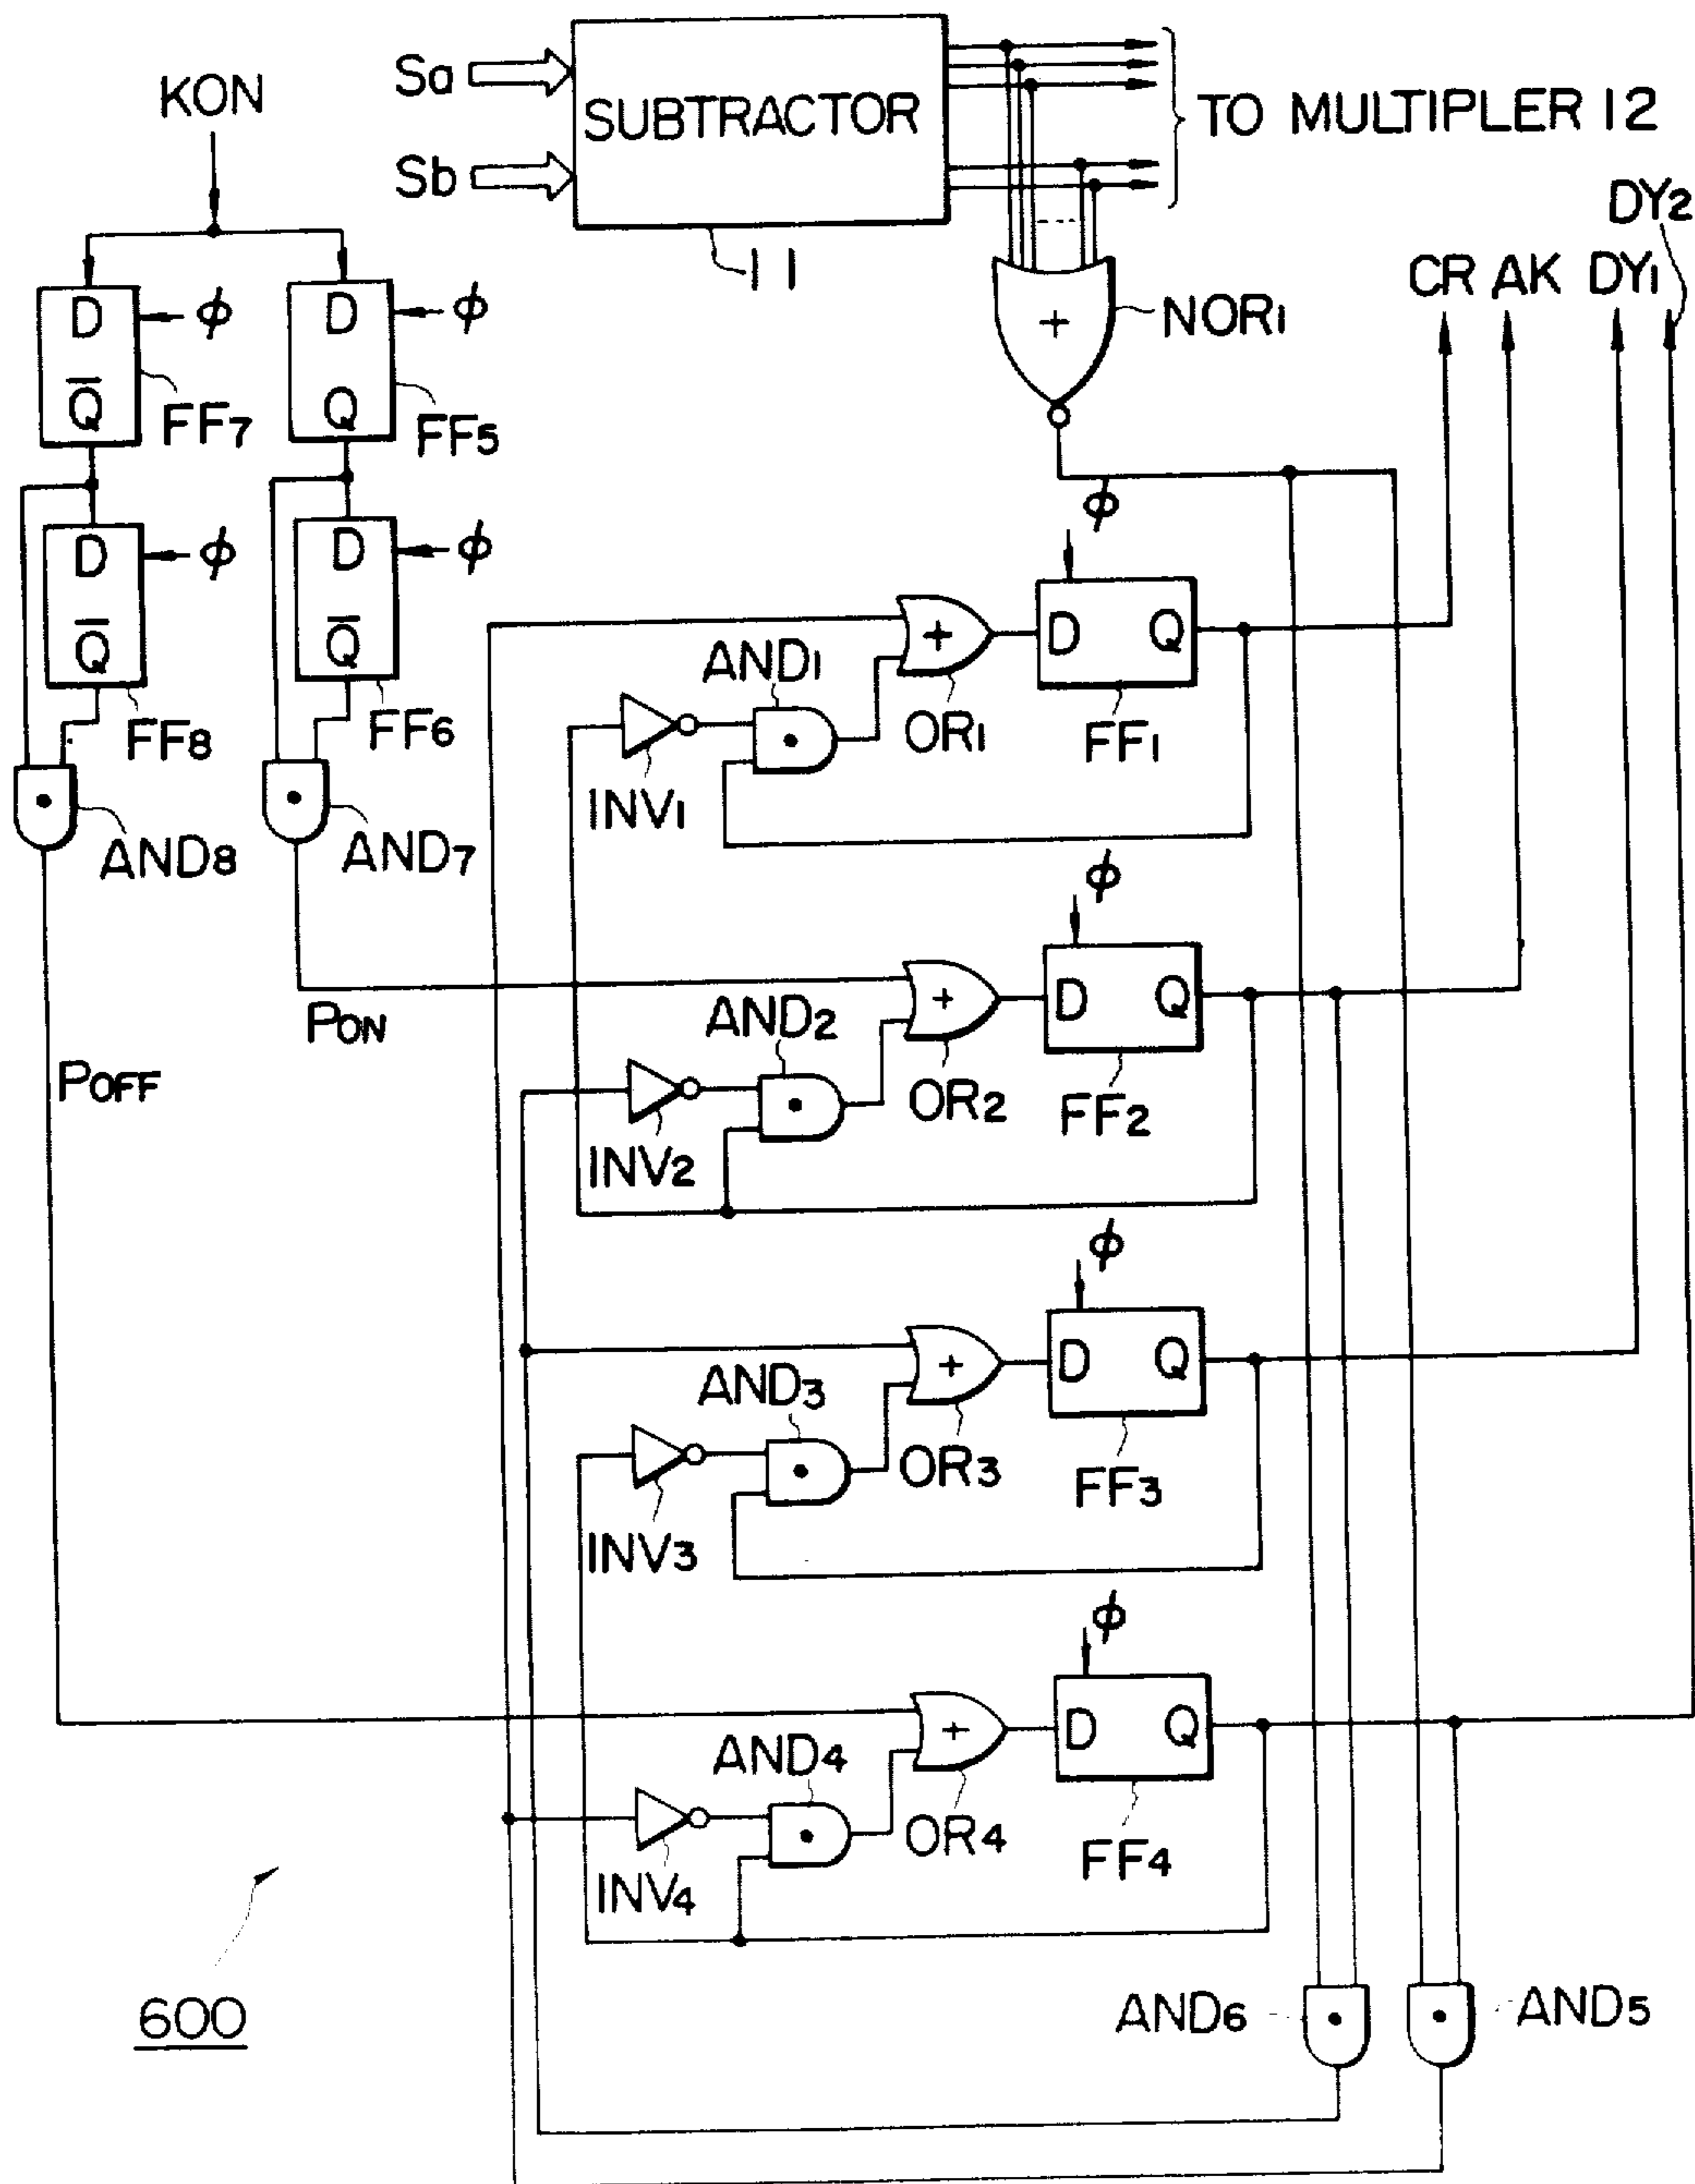 Sa
SUBTRACTOR
Sb
TO MULTIPLER 12
KON
11
DY2
CR AK DY1
D
φ
Q̅
FF7
D
φ
Q
FF5
NOR1
D
φ
Q̅
FF8
D
φ
Q̅
FF6
φ
+
D Q
AND1
OR1
FF1
INV1
AND8
AND7
φ
+
D Q
PON
AND2
OR2
FF2
POFF
INV2
φ
+
D Q
AND3
OR3
FF3
INV3
φ
+
D Q
AND4
OR4
FF4
INV4
600
AND6
AND5